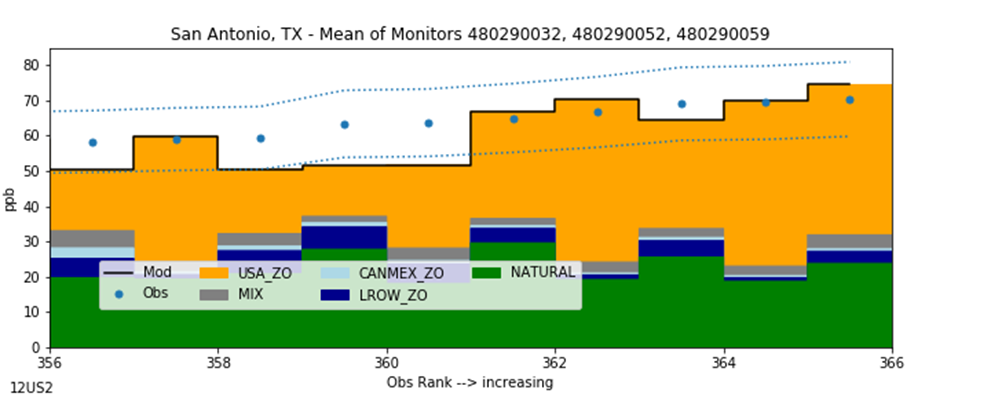 San Antonio, TX - Mean of Monitors 480290032, 480290052, 480290059
80
70
60
50
40
30
20
10
0
ppb
Mod USA_ZO CANMEX_ZO NATURAL
Obs MIX LROW_ZO
356 358 360 362 364 366
Obs Rank --> increasing
12US2